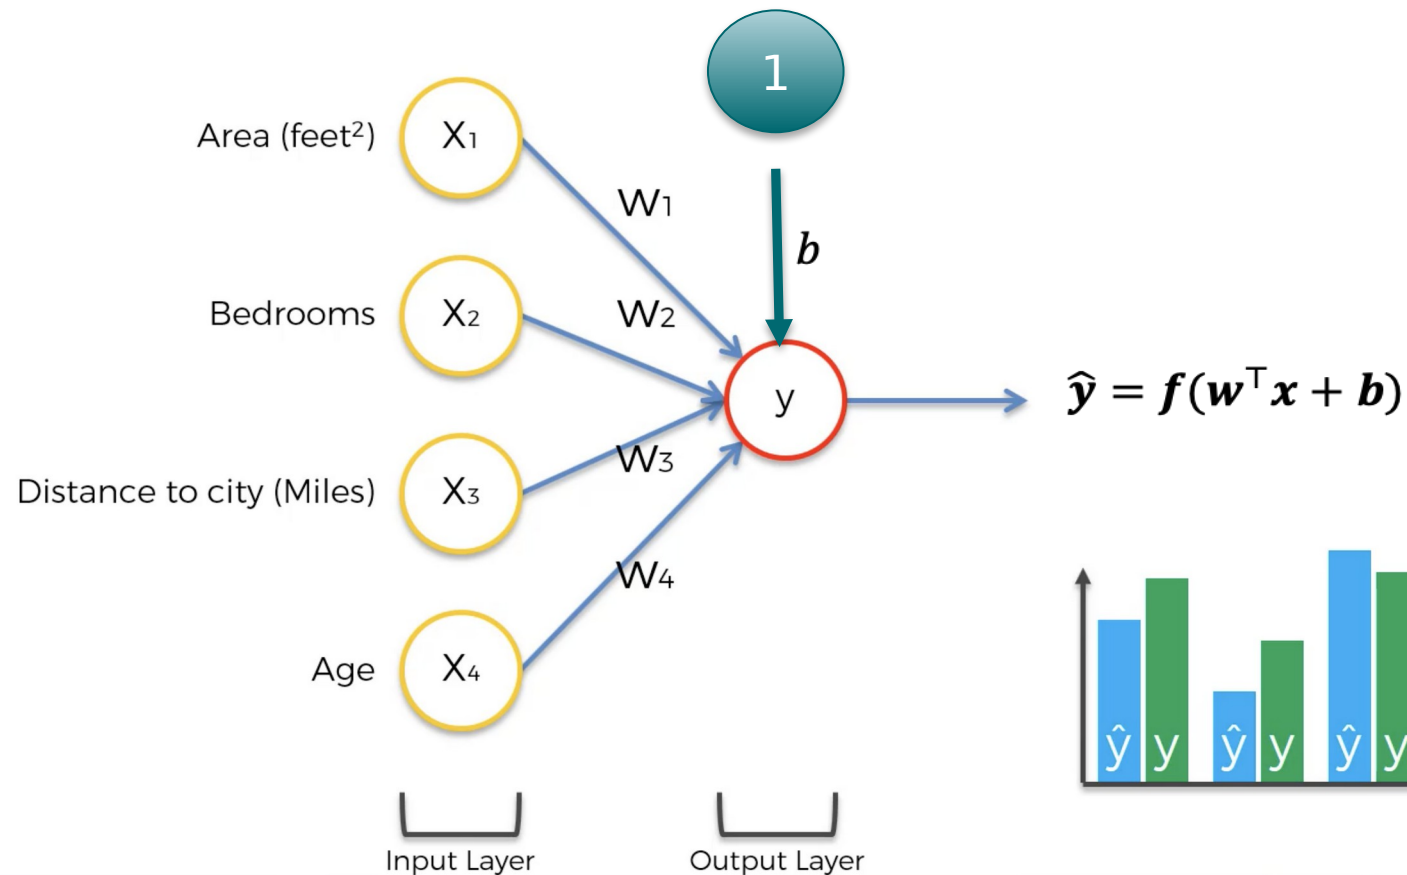 1
Area (feet²)
X₁
W₁
b
Bedrooms
X₂
W₂
y
ŷ = f(w⊤x + b)
Distance to city (Miles)
X₃
W₃
W₄
Age
X₄
ŷ y ŷ y ŷ y
Input Layer
Output Layer